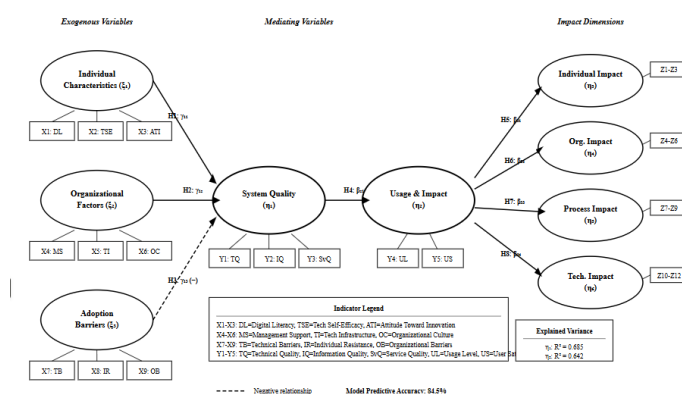 Exogenous Variables
Mediating Variables
Impact Dimensions
Individual
Characteristics (ξ₁)
X1: DL
X2: TSE
X3: ATI
H1: γ₁₁
Organizational
Factors (ξ₂)
X4: MS
X5: TI
X6: OC
H2: γ₁₂
Adoption
Barriers (ξ₃)
X7: TB
X8: IR
X9: OB
H3: γ₁₃ (−)
System Quality
(η₁)
Y1: TQ
Y2: IQ
Y3: SvQ
H4:
Usage & Impact
(η₂)
Y4: UL
Y5: US
H5:
H6:
H7:
H8:
Individual Impact
(η₃)
Z1-Z3
Org. Impact
(η₄)
Z4-Z6
Process Impact
(η₅)
Z7-Z9
Tech. Impact
(η₆)
Z10-Z12
Indicator Legend
X1-X3: DL=Digital Literacy, TSE=Tech Self-Efficacy, ATI=Attitude Toward Innovation
X4-X6: MS=Management Support, TI=Tech Infrastructure, OC=Organizational Culture
X7-X9: TB=Technical Barriers, IR=Individual Resistance, OB=Organizational Barriers
Y1-Y5: TQ=Technical Quality, IQ=Information Quality, SvQ=Service Quality, UL=Usage Level, US=User
Explained Variance
η₁: R² = 0.685
η₂: R² = 0.642
Negative relationship
Model Predictive Accuracy: 84.5%